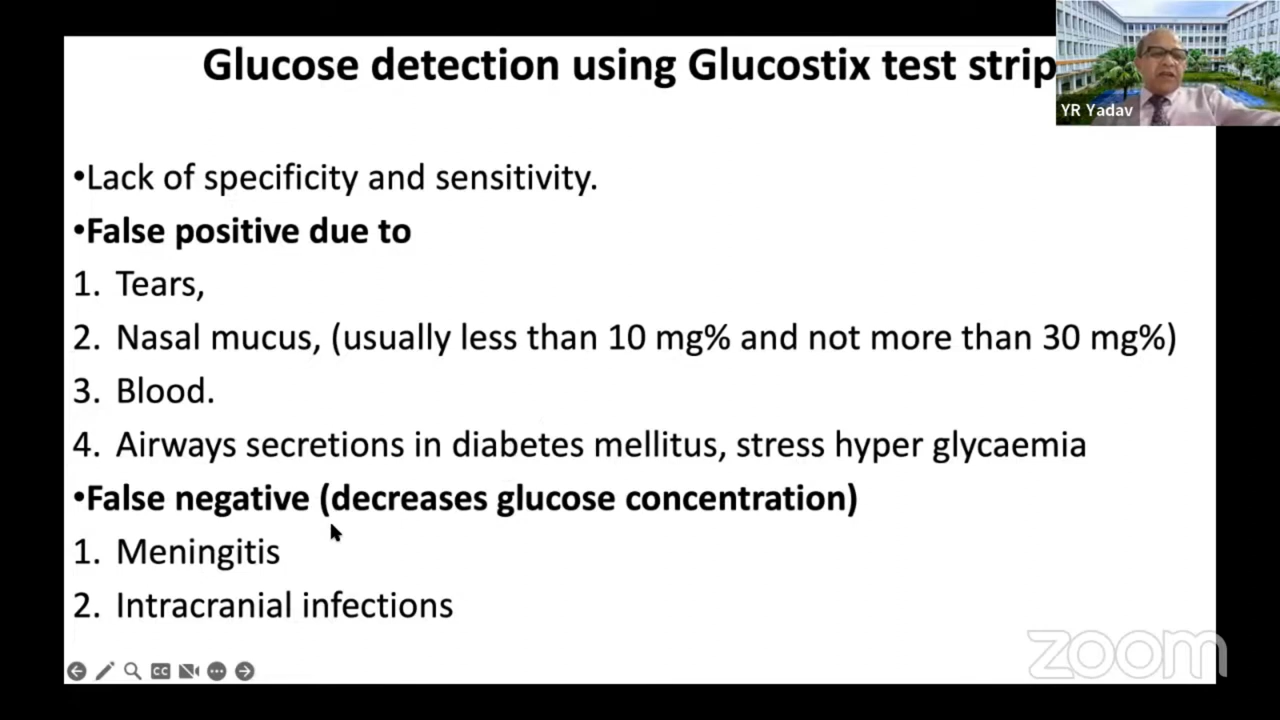 Glucose detection using Glucostix test strip
YR Yadav
•Lack of specificity and sensitivity.
•False positive due to
1. Tears,
2. Nasal mucus, (usually less than 10 mg% and not more than 30 mg%)
3. Blood.
4. Airways secretions in diabetes mellitus, stress hyper glycaemia
•False negative (decreases glucose concentration)
1. Meningitis
2. Intracranial infections
CC
zoom